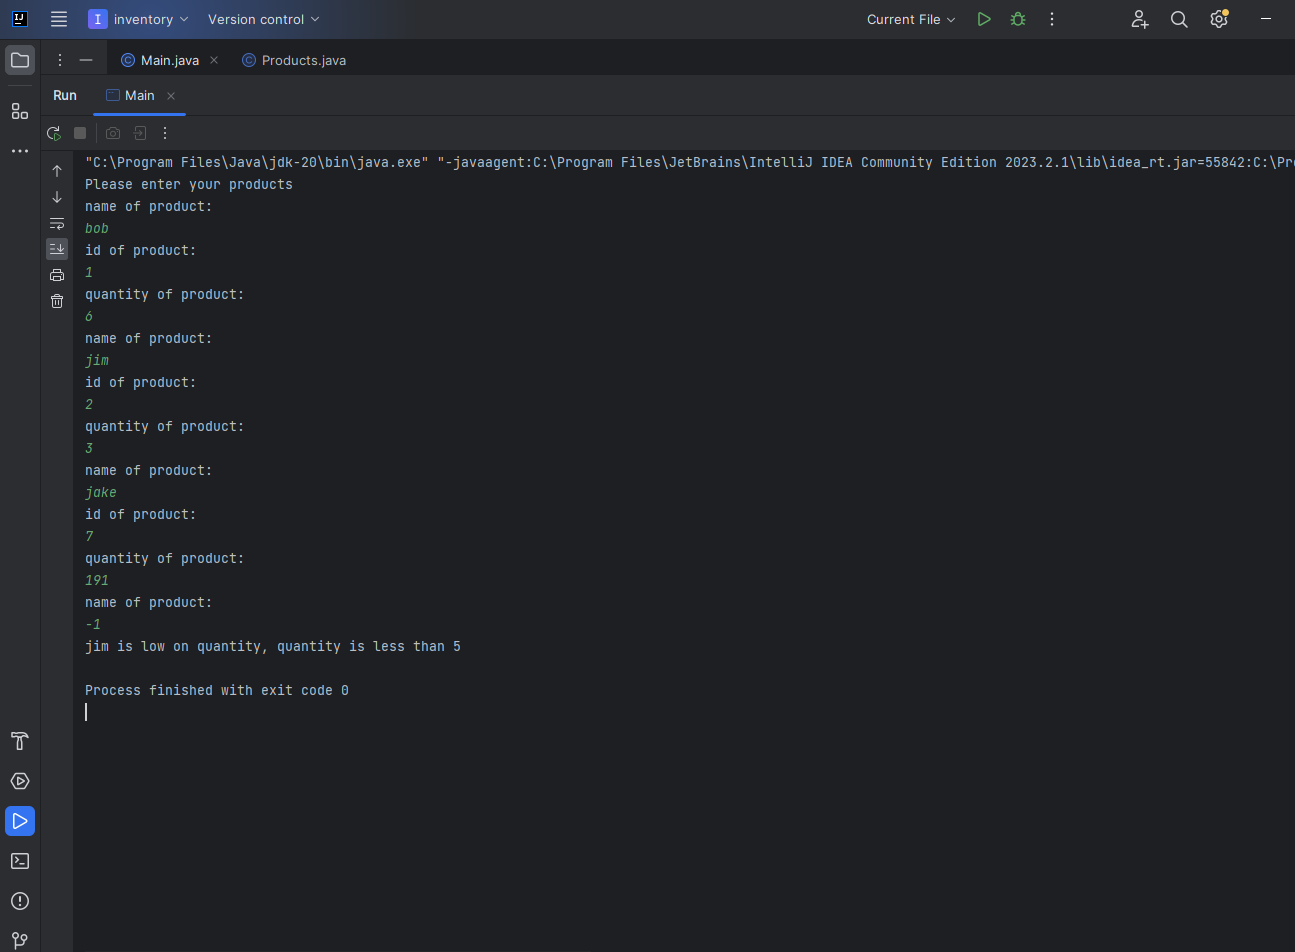 inventory Version control Current File
Main.java Products.java
Run Main
"C:\Program Files\Java\jdk-20\bin\java.exe" "-javaagent:C:\Program Files\JetBrains\IntelliJ IDEA Community Edition 2023.2.1\lib\idea_rt.jar=55842:C:\Pr
Please enter your products
name of product:
bob
id of product:
1
quantity of product:
6
name of product:
jim
id of product:
2
quantity of product:
3
name of product:
jake
id of product:
7
quantity of product:
191
name of product:
-1
jim is low on quantity, quantity is less than 5
Process finished with exit code 0